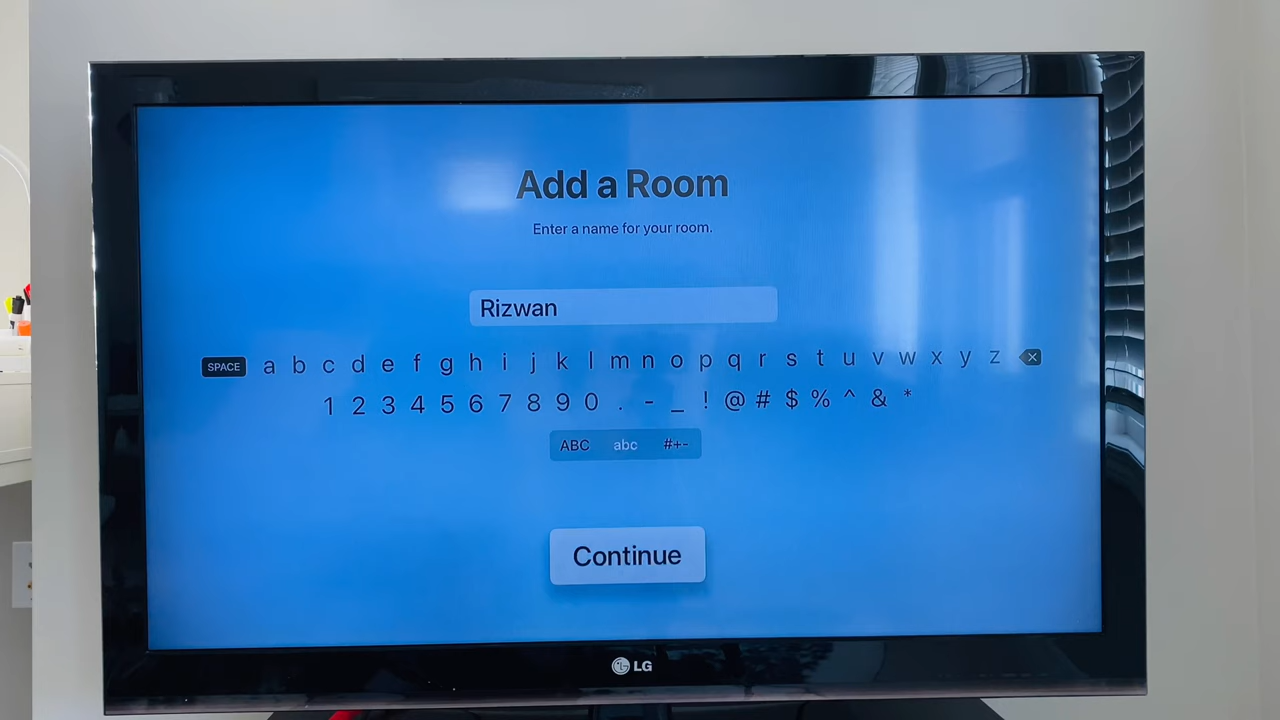 Add a Room
Enter a name for your room.
Rizwan
SPACE a b c d e f g h i j k l m n o p q r s t u v w x y z
1 2 3 4 5 6 7 8 9 0 . - _ ! @ # $ % ^ & *
ABC abc #+-
Continue
LG